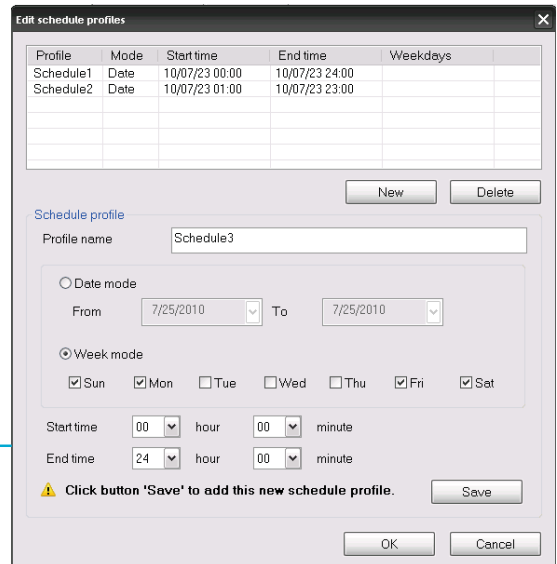 Edit schedule profiles
Profile Mode Start time End time Weekdays
Schedule1 Date 10/07/23 00:00 10/07/23 24:00
Schedule2 Date 10/07/23 01:00 10/07/23 23:00
New Delete
Schedule profile
Profile name Schedule3
Date mode
From 7/25/2010 To 7/25/2010
Week mode
Sun Mon Tue Wed Thu Fri Sat
Start time 00 hour 00 minute
End time 24 hour 00 minute
Click button 'Save' to add this new schedule profile. Save
OK Cancel